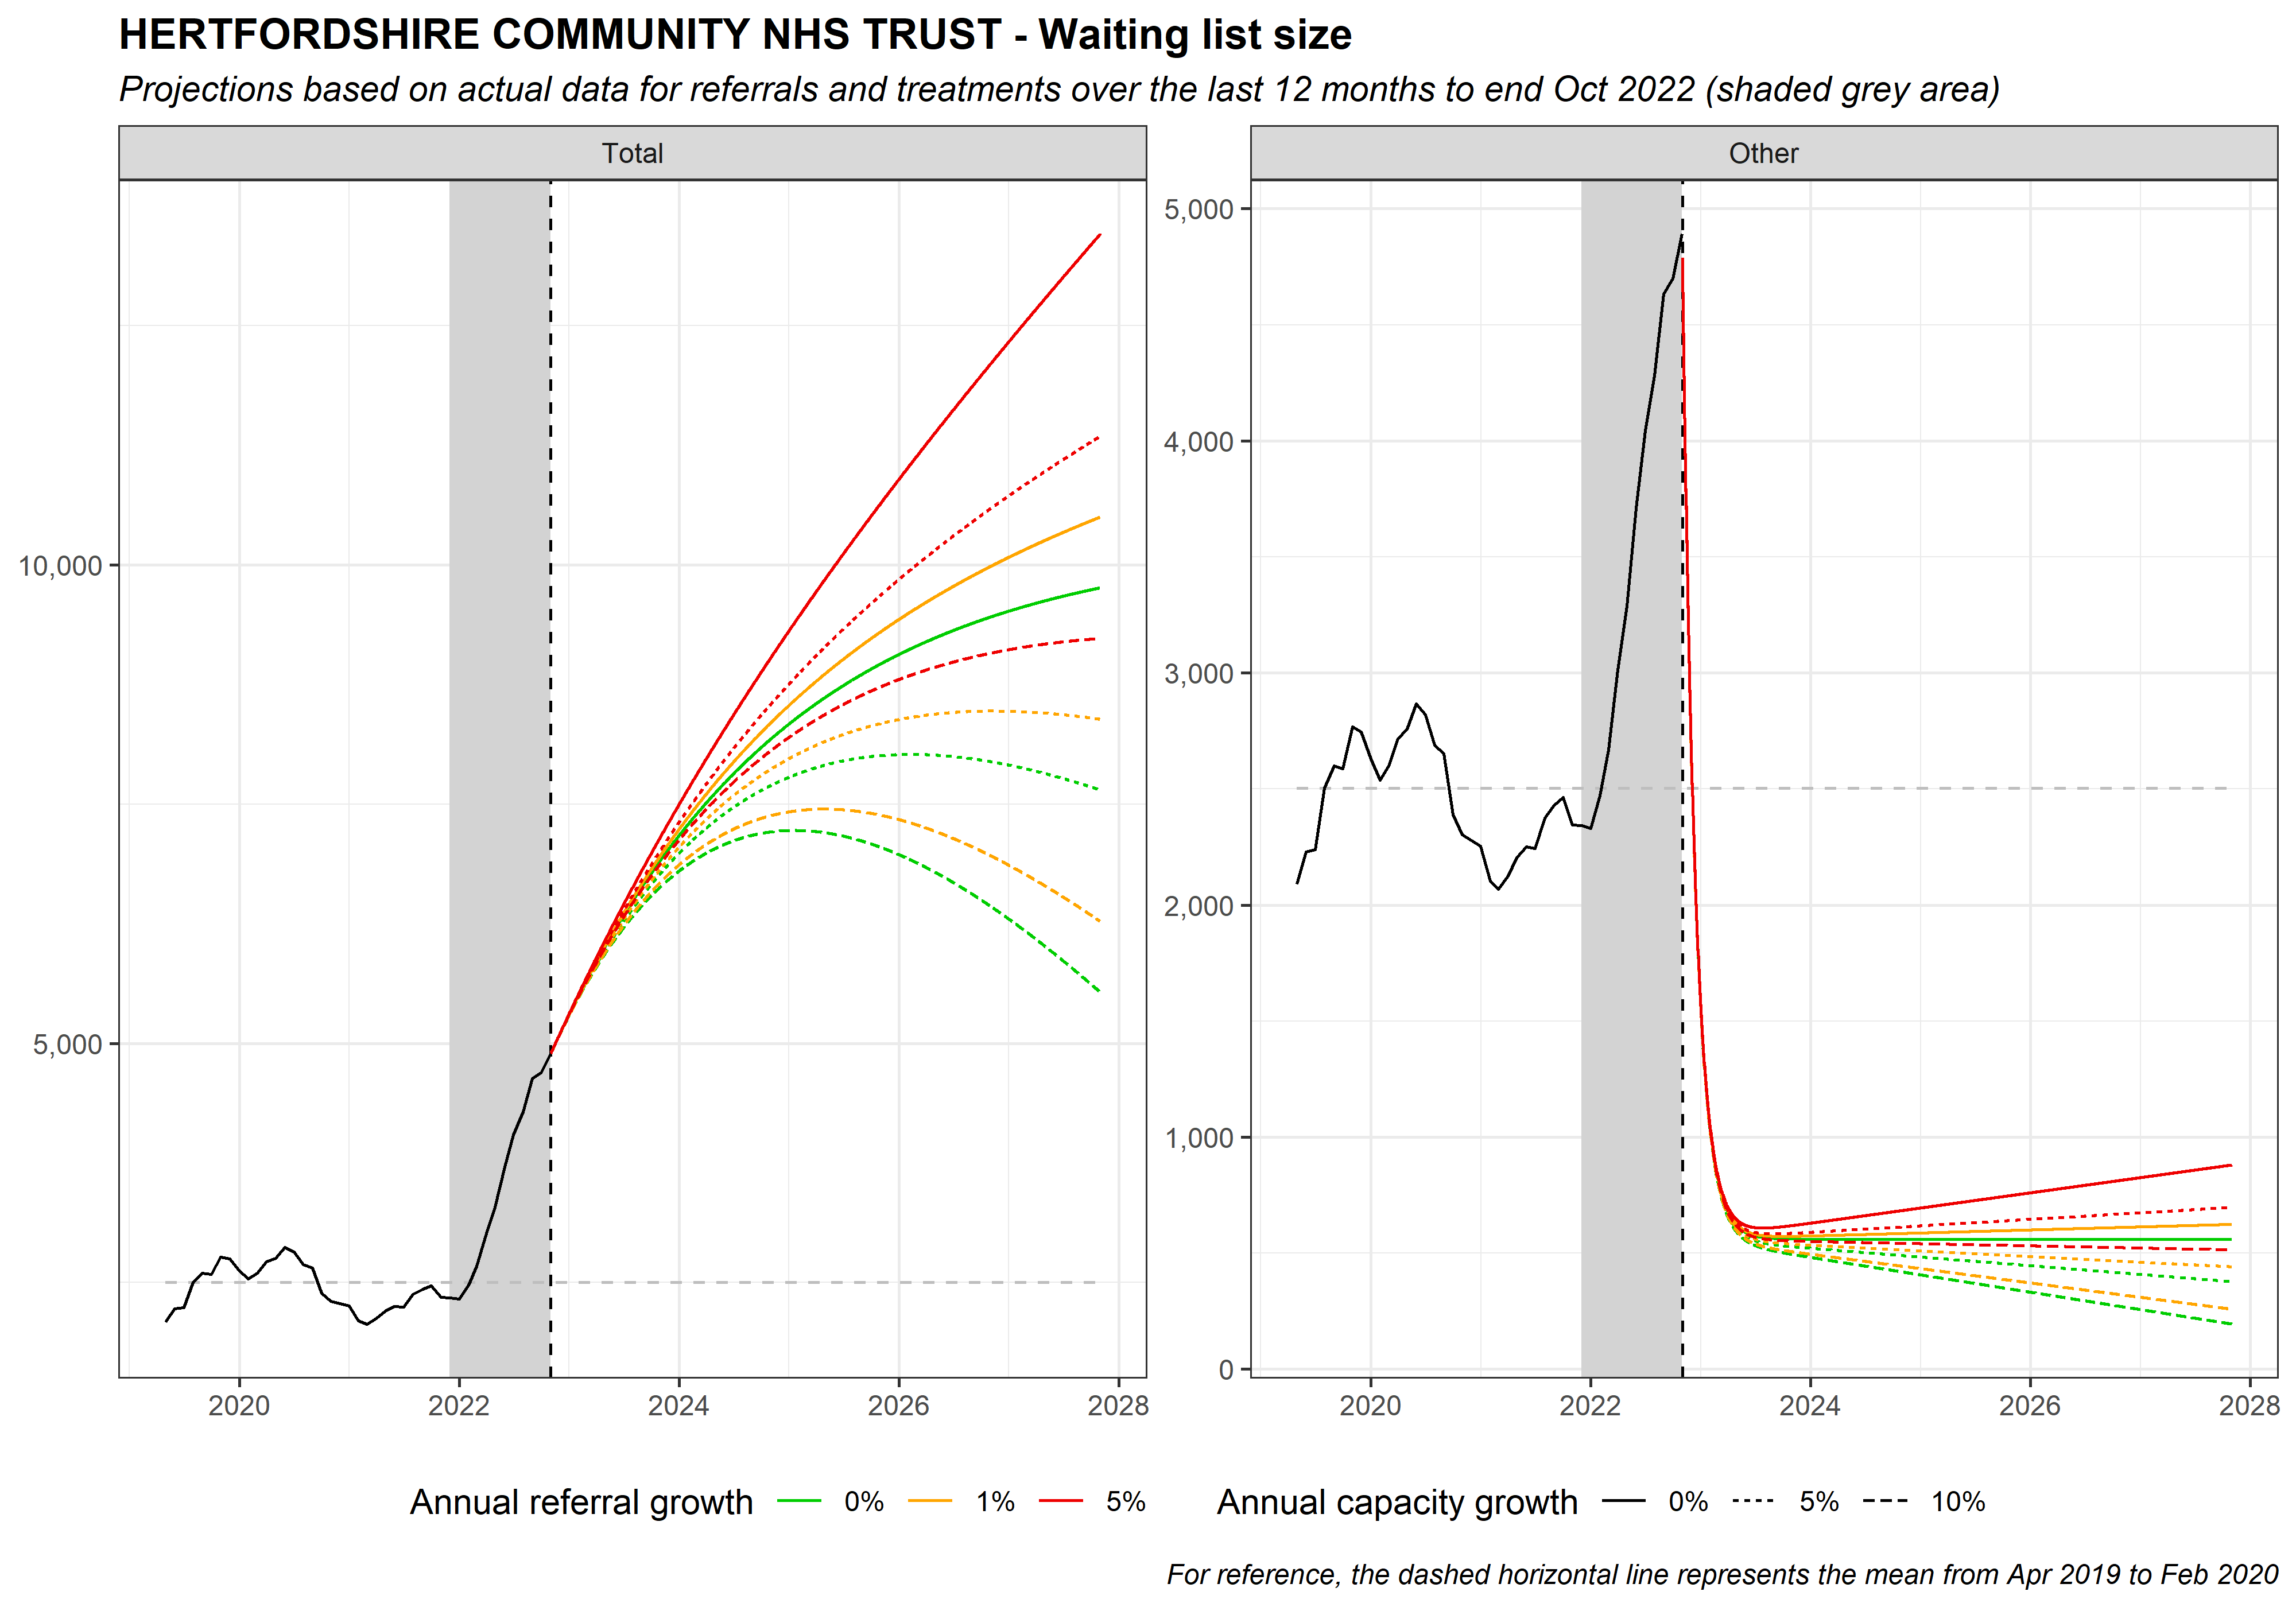 HERTFORDSHIRE COMMUNITY NHS TRUST - Waiting list size
Projections based on actual data for referrals and treatments over the last 12 months to end Oct 2022 (shaded grey area)
Total
Other
10,000
5,000
5,000
4,000
3,000
2,000
1,000
0
2020 2022 2024 2026 2028
2020 2022 2024 2026 2028
Annual referral growth 0% 1% 5%
Annual capacity growth 0% 5% 10%
For reference, the dashed horizontal line represents the mean from Apr 2019 to Feb 2020